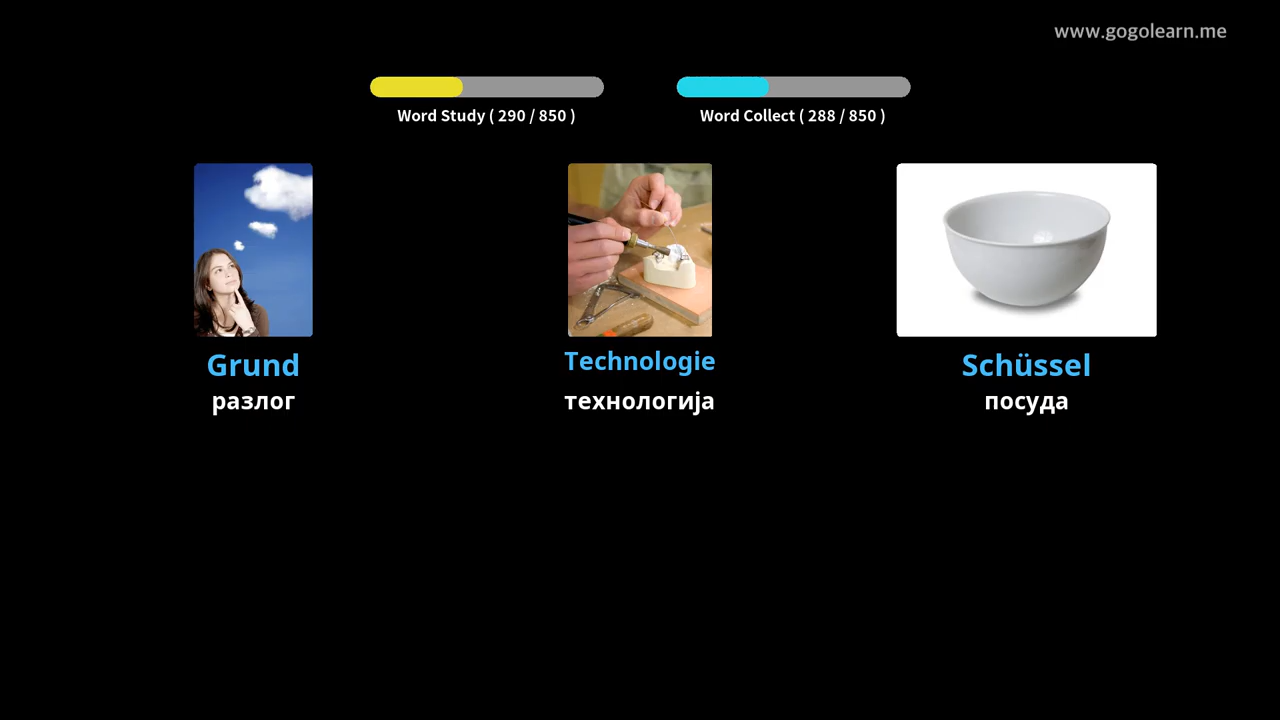 www.gogolearn.me
Word Study ( 290 / 850 )
Word Collect ( 288 / 850 )
Grund
Technologie
Schüssel
разлог
технологија
посуда